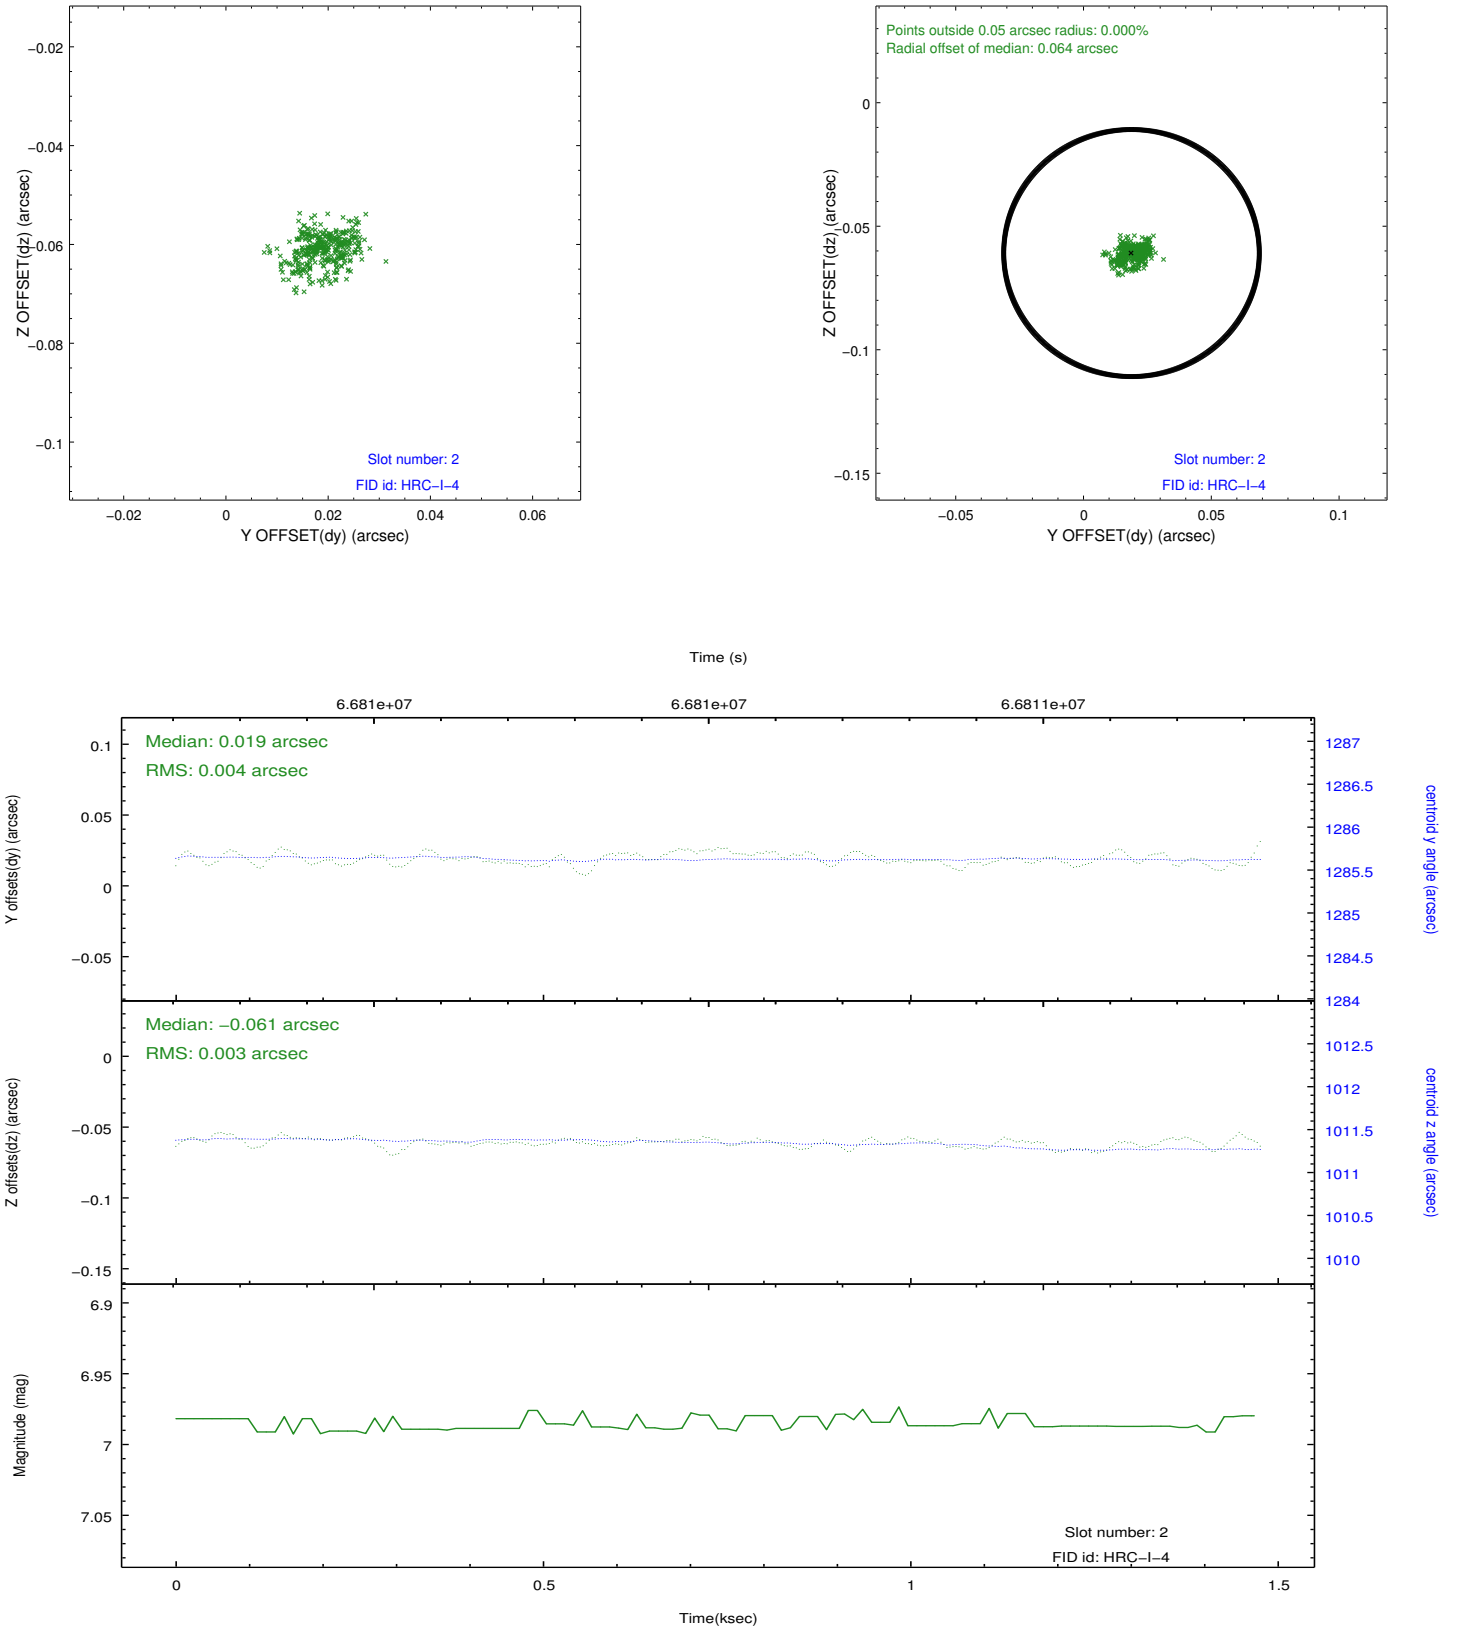 −0.02
−0.04
−0.06
−0.08
−0.1
Z OFFSET(dz) (arcsec)
Slot number: 2
FID id: HRC−I−4
−0.02 0 0.02 0.04 0.06
Y OFFSET(dy) (arcsec)
Points outside 0.05 arcsec radius: 0.000%
Radial offset of median: 0.064 arcsec
0
−0.05
−0.1
−0.15
Z OFFSET(dz) (arcsec)
Slot number: 2
FID id: HRC−I−4
−0.05 0 0.05 0.1
Y OFFSET(dy) (arcsec)
Time (s)
6.681e+07 6.681e+07 6.6811e+07
Median: 0.019 arcsec
RMS: 0.004 arcsec
0.1
0.05
0
−0.05
Y offsets(dy) (arcsec)
1287
1286.5
1286
1285.5
1285
1284.5
1284
centroid y angle (arcsec)
Median: −0.061 arcsec
RMS: 0.003 arcsec
0
−0.05
−0.1
−0.15
Z offsets(dz) (arcsec)
1012.5
1012
1011.5
1011
1010.5
1010
centroid z angle (arcsec)
6.9
6.95
7
7.05
Magnitude (mag)
Slot number: 2
FID id: HRC−I−4
0 0.5 1 1.5
Time(ksec)